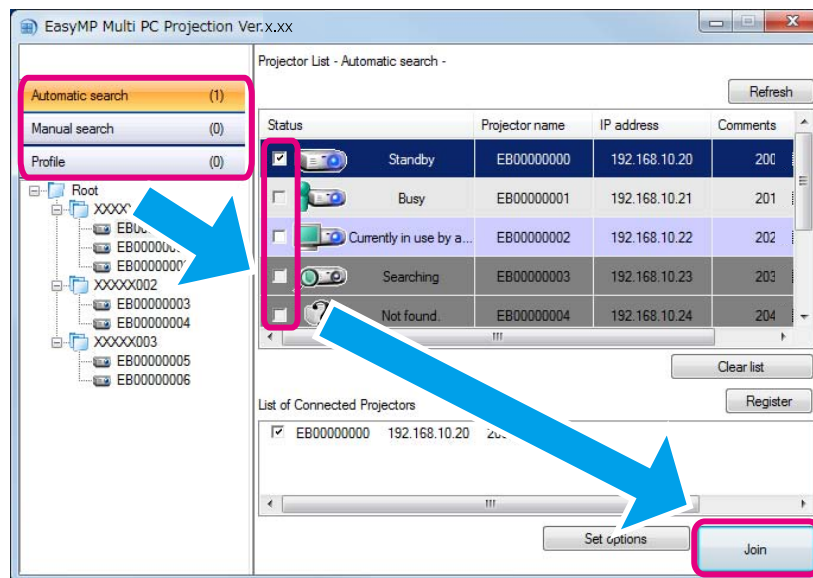 EasyMP Multi PC Projection Ver.x.xx
Projector List - Automatic search -
Automatic search (1)
Manual search (0)
Profile (0)
Refresh
Status Projector name IP address Comments
Standby EB00000000 192.168.10.20 200
Busy EB00000001 192.168.10.21 201
Currently in use by a... EB00000002 192.168.10.22 202
Searching EB00000003 192.168.10.23 203
Not found. EB00000004 192.168.10.24 204
Root
XXXXX002
EB00000003
EB00000004
XXXXX003
EB00000005
EB00000006
Clear list
List of Connected Projectors
Register
EB00000000 192.168.10.20
Set options
Join